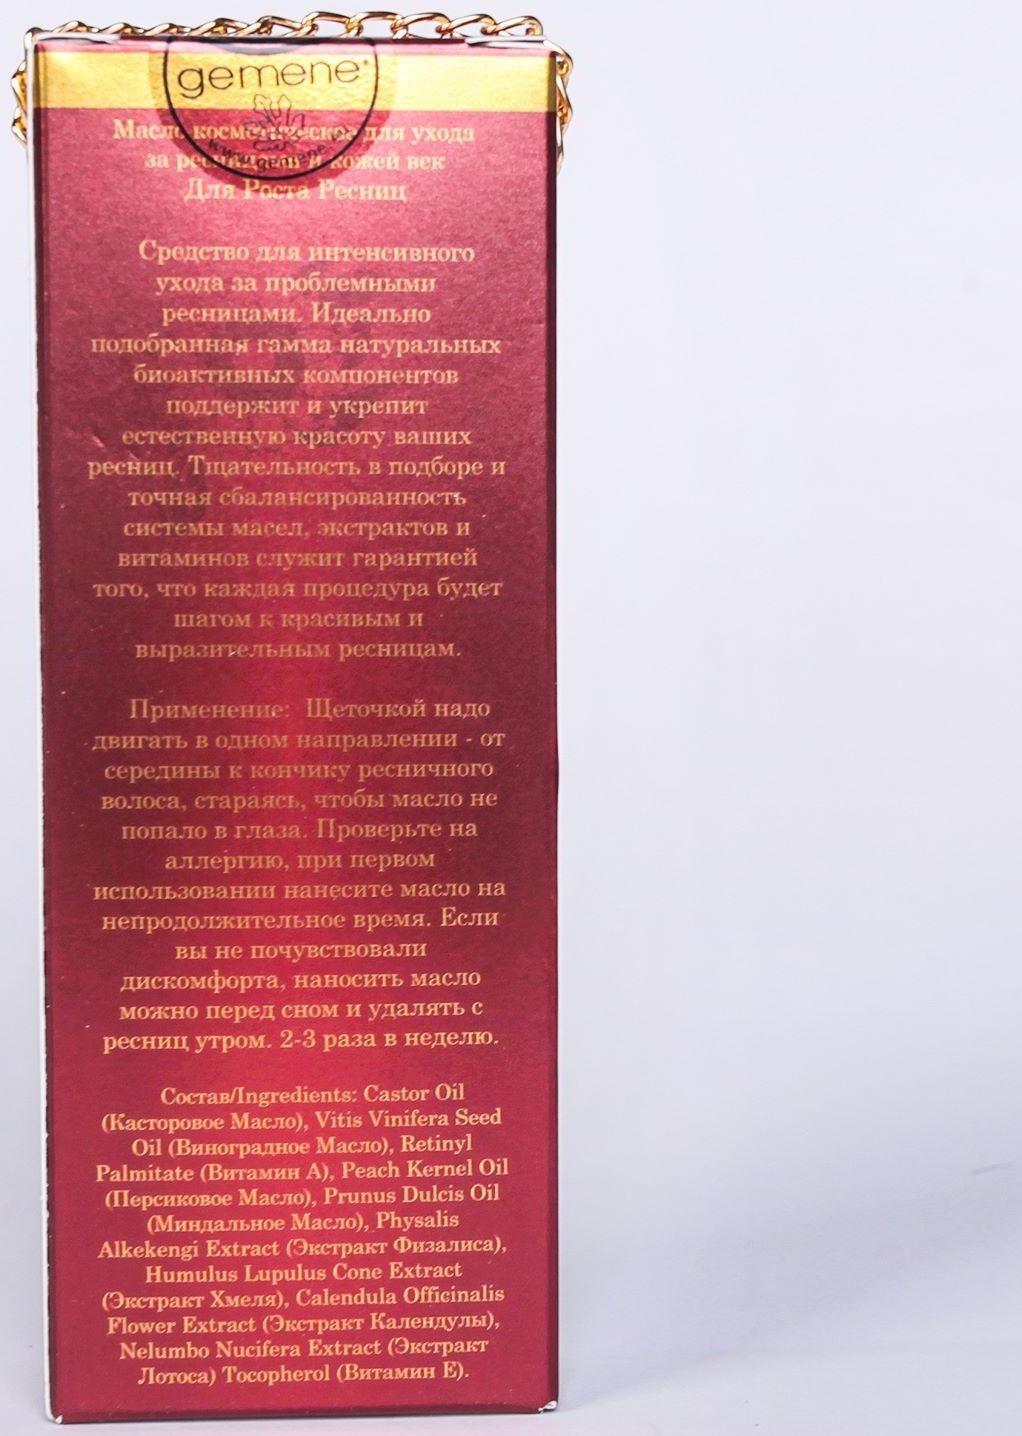 gemene
Масло косметическое для ухода
за ресницами и кожей век
www.gemene
Для Роста Ресниц
Средство для интенсивного
ухода за проблемными
ресницами. Идеально
подобранная гамма натуральных
биоактивных компонентов
поддержит и укрепит
естественную красоту ваших
ресниц. Тщательность в подборе и
точная сбалансированность
системы масел, экстрактов и
витаминов служит гарантией
того, что каждая процедура будет
шагом к красивым и
выразительным ресницам.
Применение: Щеточкой надо
двигать в одном направлении - от
середины к кончику ресничного
волоса, стараясь, чтобы масло не
попало в глаза. Проверьте на
аллергию, при первом
использовании нанесите масло на
непродолжительное время. Если
вы не почувствовали
дискомфорта, наносить масло
можно перед сном и удалять с
ресниц утром. 2-3 раза в неделю.
Состав/Ingredients: Castor Oil
(Касторовое Масло), Vitis Vinifera Seed
Oil (Виноградное Масло), Retinyl
Palmitate (Витамин А), Peach Kernel Oil
(Персиковое Масло), Prunus Dulcis Oil
(Миндальное Масло), Physalis
Alkekengi Extract (Экстракт Физалиса),
Humulus Lupulus Cone Extract
(Экстракт Хмеля), Calendula Officinalis
Flower Extract (Экстракт Календулы),
Nelumbo Nucifera Extract (Экстракт
Лотоса) Tocopherol (Витамин Е).